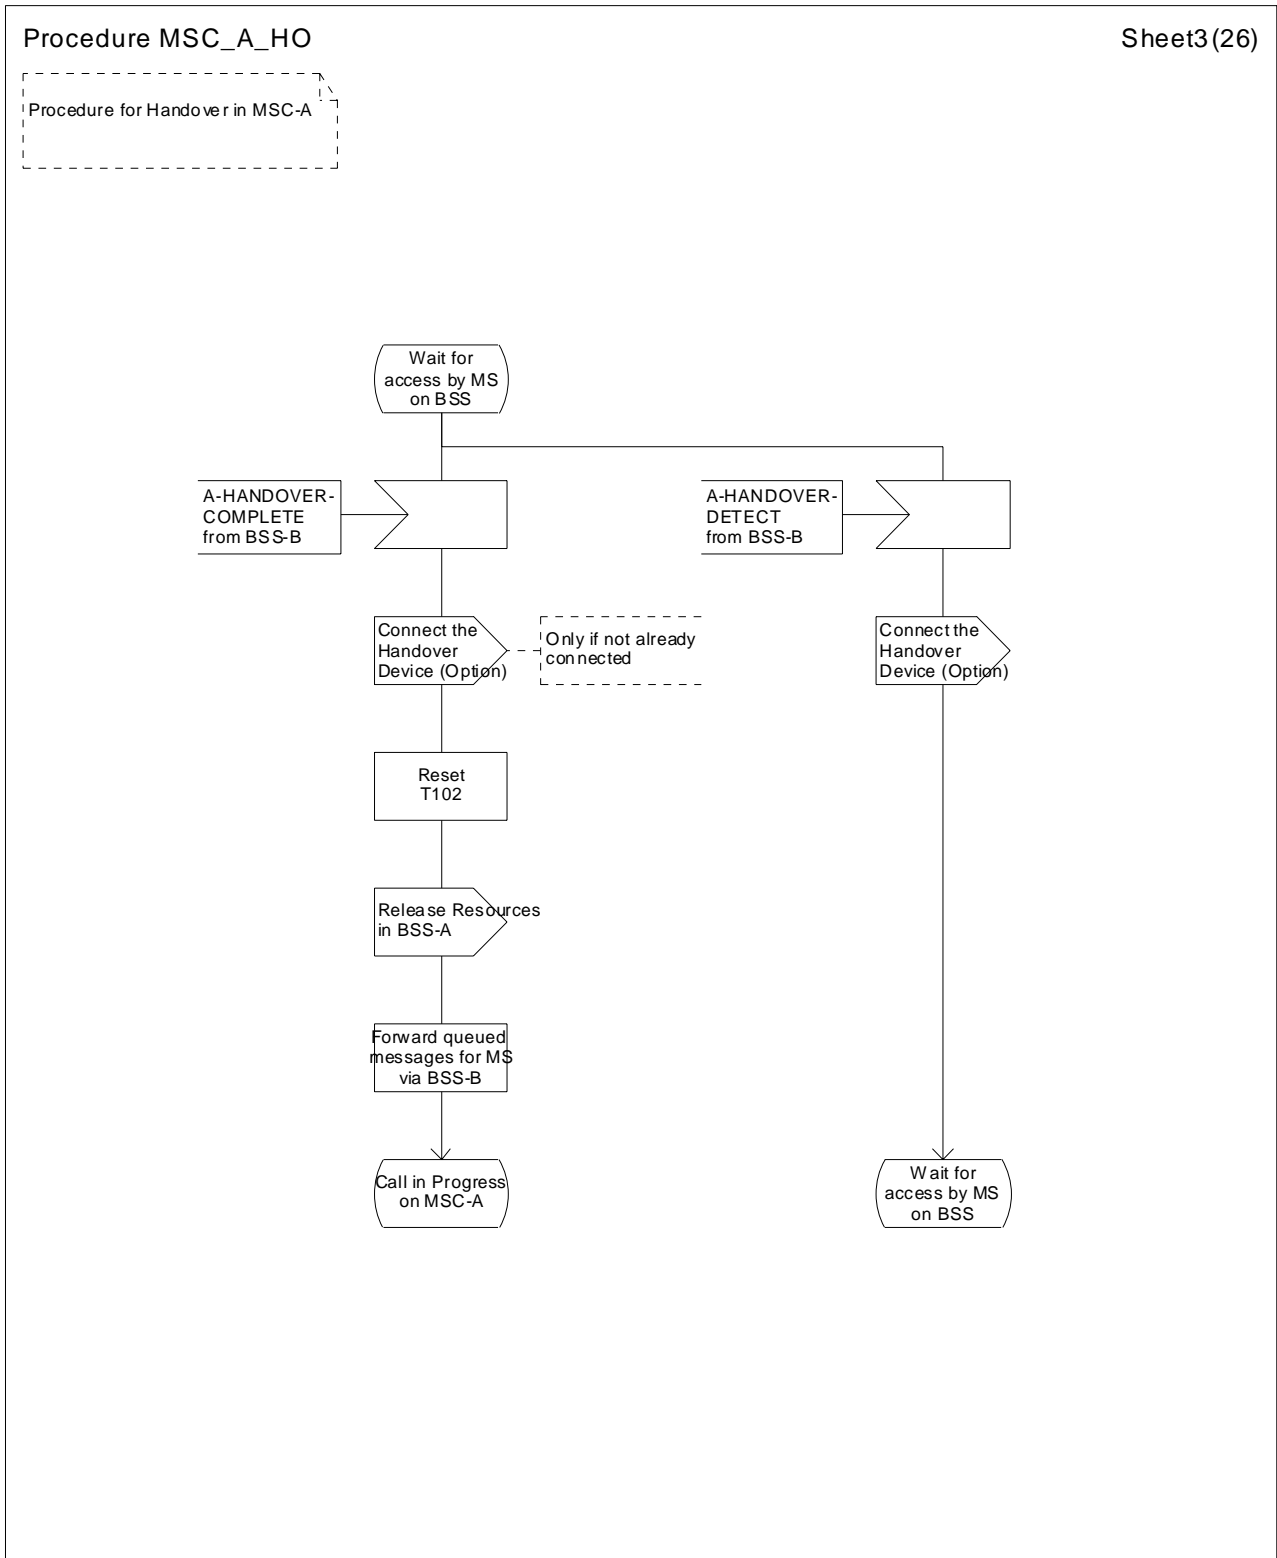 Procedure MSC_A_HO
Sheet3(26)
Procedure for Handover in MSC-A
Wait for
access by MS
on BSS
A-HANDOVER-
COMPLETE
from BSS-B
A-HANDOVER-
DETECT
from BSS-B
Connect the
Handover
Device (Option)
Only if not already
connected
Connect the
Handover
Device (Option)
Reset
T102
Release Resources
in BSS-A
Forward queued
messages for MS
via BSS-B
Call in Progress
on MSC-A
Wait for
access by MS
on BSS